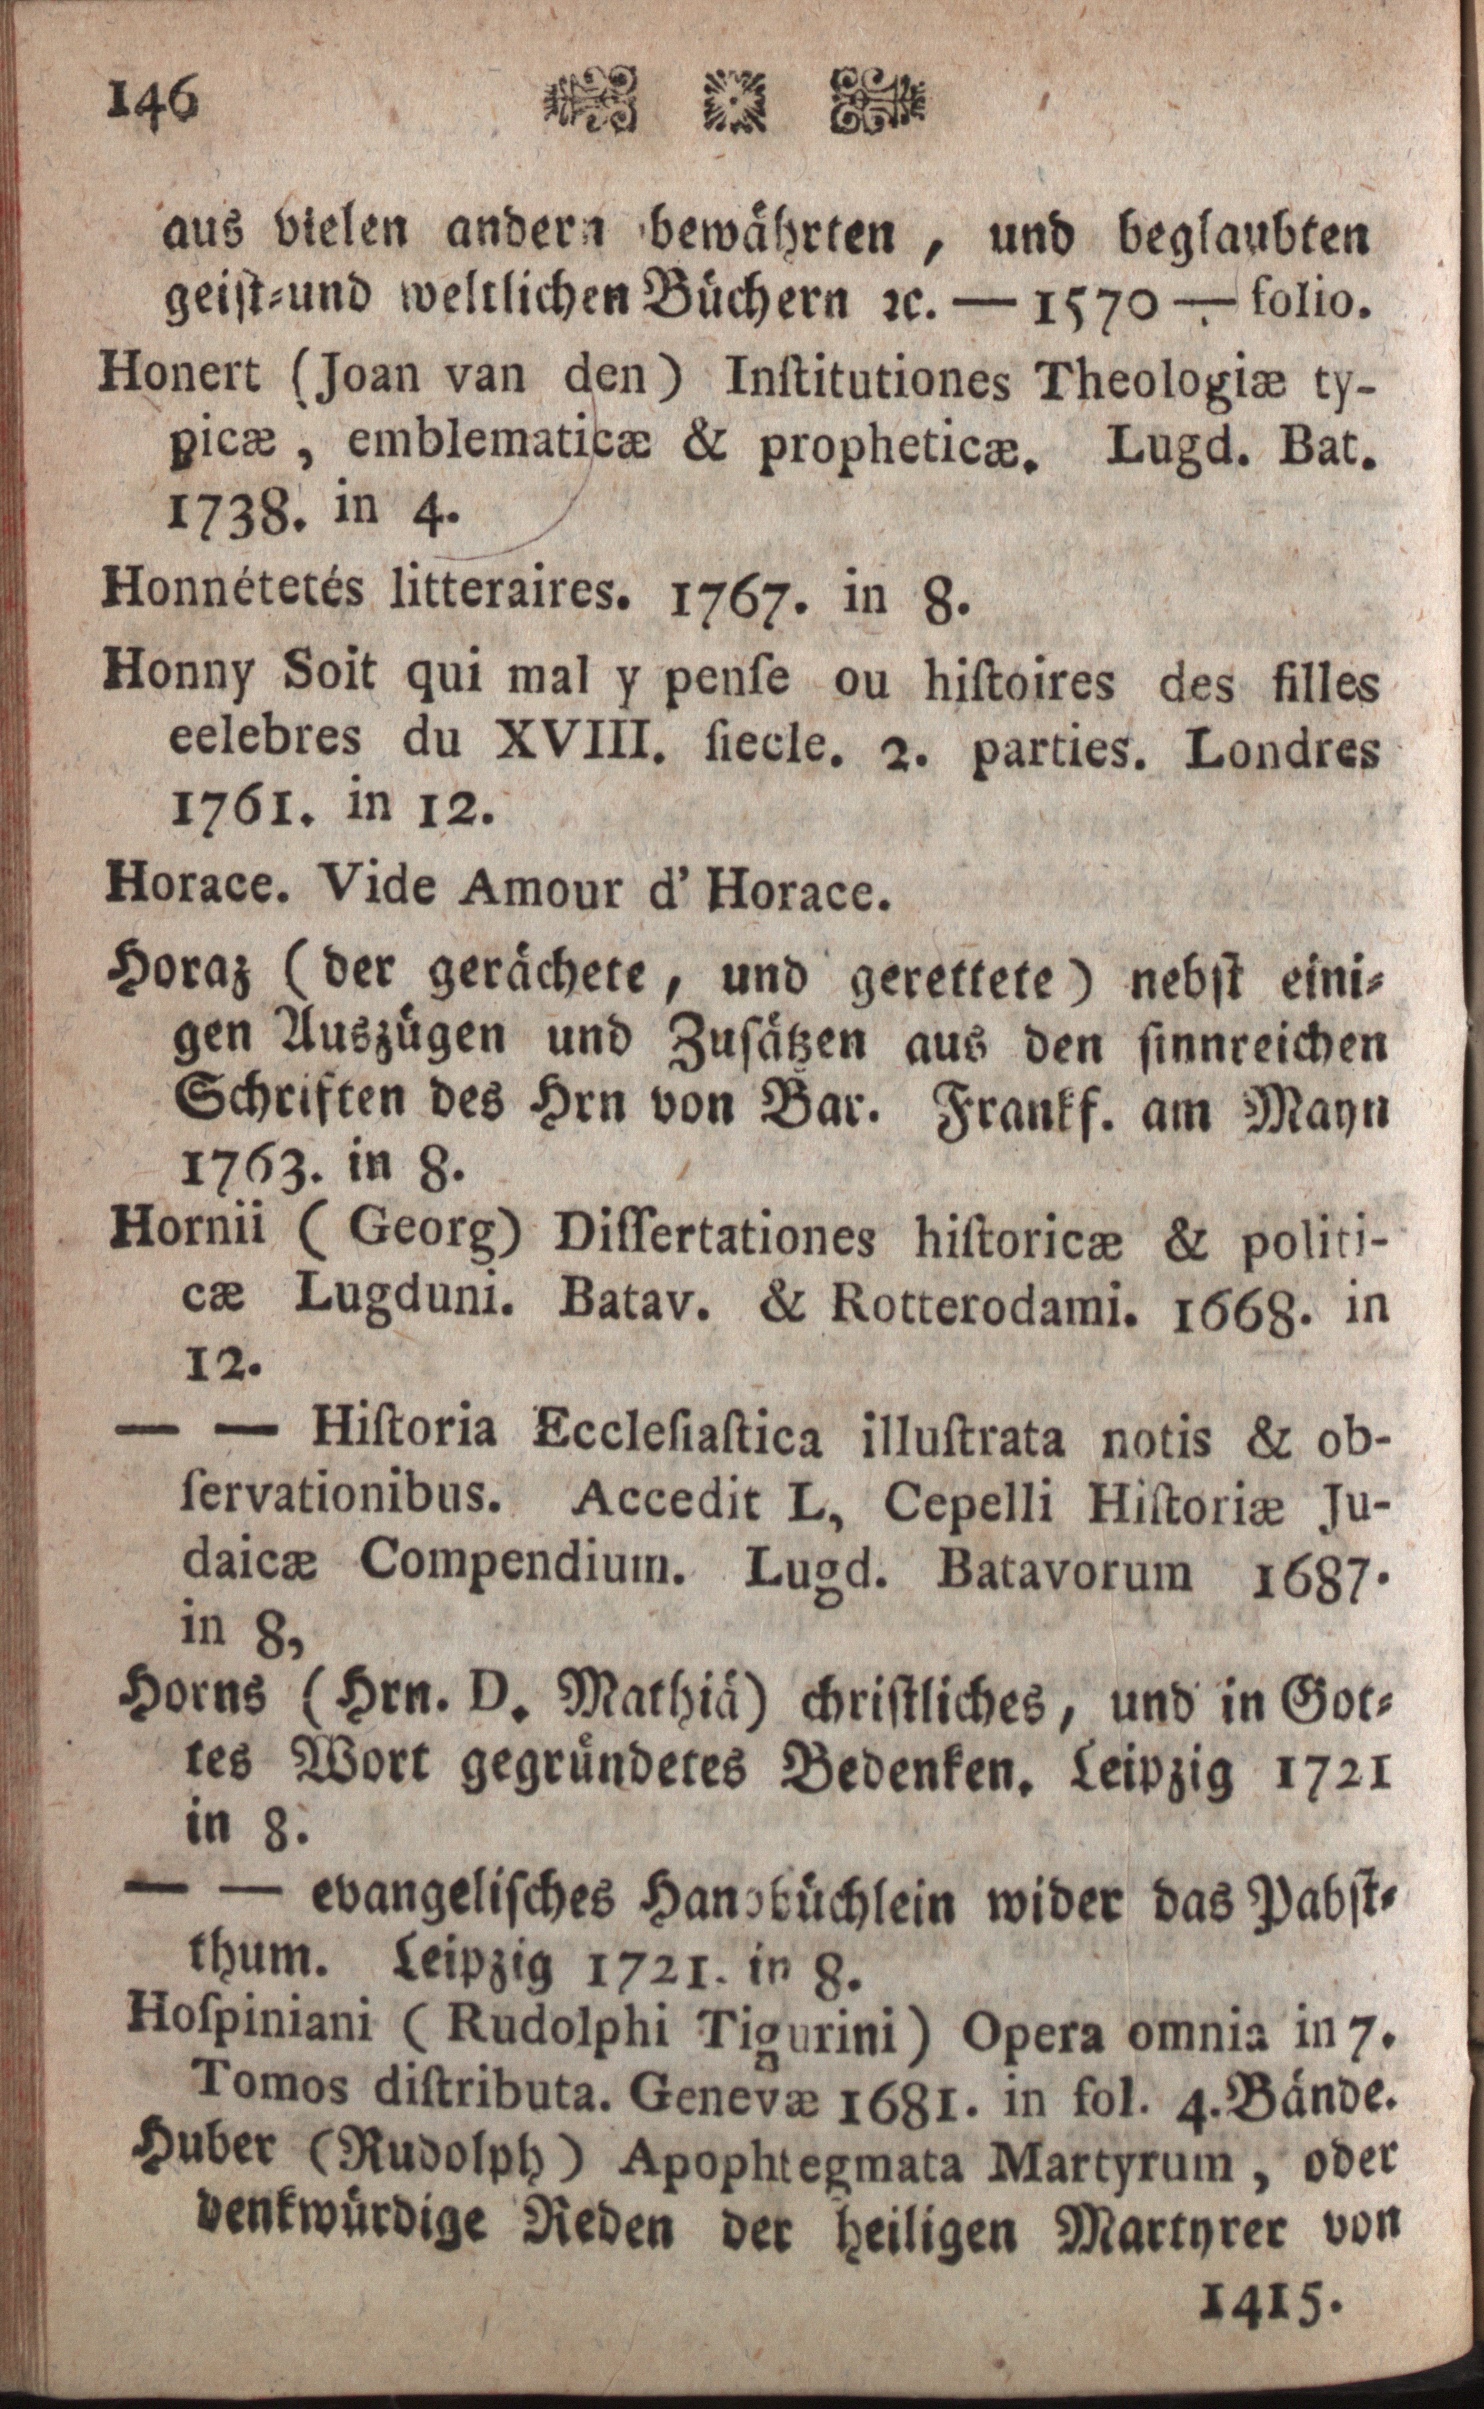 146
aus vielen andern bewährten, und beglaubten
geist-und weltlichen Büchern ꝛc. — 1570 — folio.
Honert (Joan van den) Inſtitutiones Theologiæ ty-
picæ, emblematicæ & propheticæ. Lugd. Bat.
1738. in 4.
Honnétetés litteraires. 1767. in 8.
Honny Soit qui mal y penſe ou hiſtoires des filles
eelebres du XVIII. ſiecle. 2. parties. Londres
1761. in 12.
Horace. Vide Amour d' Horace.
Horaz (der gerächete, und gerettete) nebſt eini-
gen Auszügen und Zuſätzen aus den ſinnreichen
Schriften des Hrn von Bar. Frankf. am Mayn
1763. in 8.
Hornii (Georg) Diſſertationes hiſtoricæ & politi-
cæ Lugduni. Batav. & Rotterodami. 1668. in
12.
— — Hiſtoria Eccleſiaſtica illuſtrata notis & ob-
ſervationibus. Accedit L, Cepelli Hiſtoriæ Ju-
daicæ Compendium. Lugd. Batavorum 1687.
in 8,
Horns (Hrn. D. Mathiä) chriſtliches, und in Got-
tes Wort gegründetes Bedenken. Leipzig 1721
in 8.
— — evangeliſches Handbüchlein wider das Pabſt-
thum. Leipzig 1721. in 8.
Hoſpiniani (Rudolphi Tigurini) Opera omnia in 7.
Tomos diſtributa. Genevæ 1681. in fol. 4. Bände.
Huber (Rudolph) Apophtegmata Martyrum, oder
denkwürdige Reden der heiligen Martyrer von
1415.